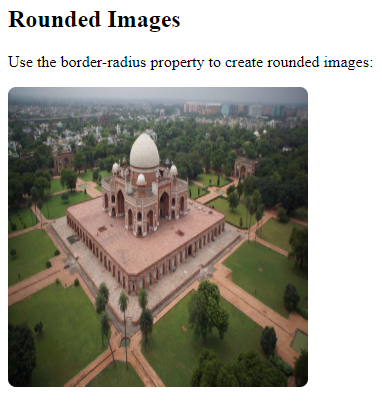 Rounded Images
Use the border-radius property to create rounded images: